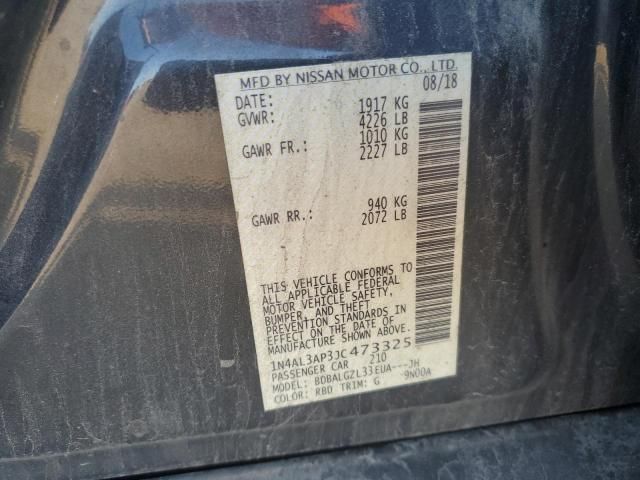 MFD BY NISSAN MOTOR CO., LTD.
DATE: 08/18
GVWR: 1917 KG
4226 LB
GAWR FR.: 1010 KG
2227 LB
GAWR RR.: 940 KG
2072 LB
THIS VEHICLE CONFORMS TO
ALL APPLICABLE FEDERAL
MOTOR VEHICLE SAFETY,
BUMPER, AND THEFT
PREVENTION STANDARDS IN
EFFECT ON THE DATE OF
MANUFACTURE SHOWN ABOVE.
1N4AL3AP3JC473325
PASSENGER CAR 210
MODEL: BDBALGZL33EUA---JH
COLOR: RBD TRIM: G 9N00A